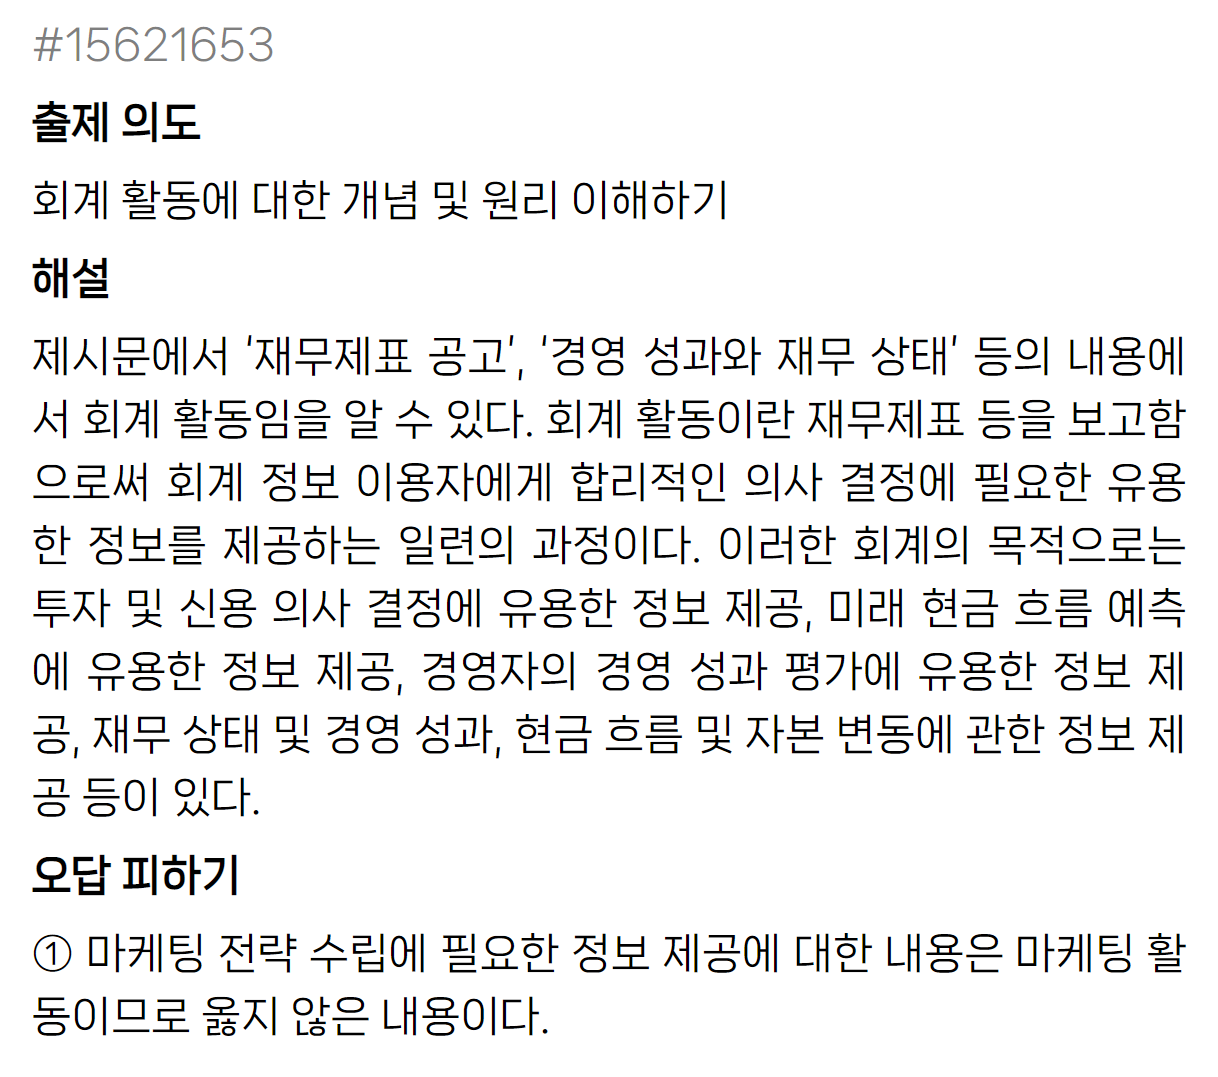 #15621653
출제 의도
회계 활동에 대한 개념 및 원리 이해하기
해설
제시문에서 ‘재무제표 공고’, ‘경영 성과와 재무 상태’ 등의 내용에
서 회계 활동임을 알 수 있다. 회계 활동이란 재무제표 등을 보고함
으로써 회계 정보 이용자에게 합리적인 의사 결정에 필요한 유용
한 정보를 제공하는 일련의 과정이다. 이러한 회계의 목적으로는
투자 및 신용 의사 결정에 유용한 정보 제공, 미래 현금 흐름 예측
에 유용한 정보 제공, 경영자의 경영 성과 평가에 유용한 정보 제
공, 재무 상태 및 경영 성과, 현금 흐름 및 자본 변동에 관한 정보 제
공 등이 있다.
오답 피하기
① 마케팅 전략 수립에 필요한 정보 제공에 대한 내용은 마케팅 활
동이므로 옳지 않은 내용이다.